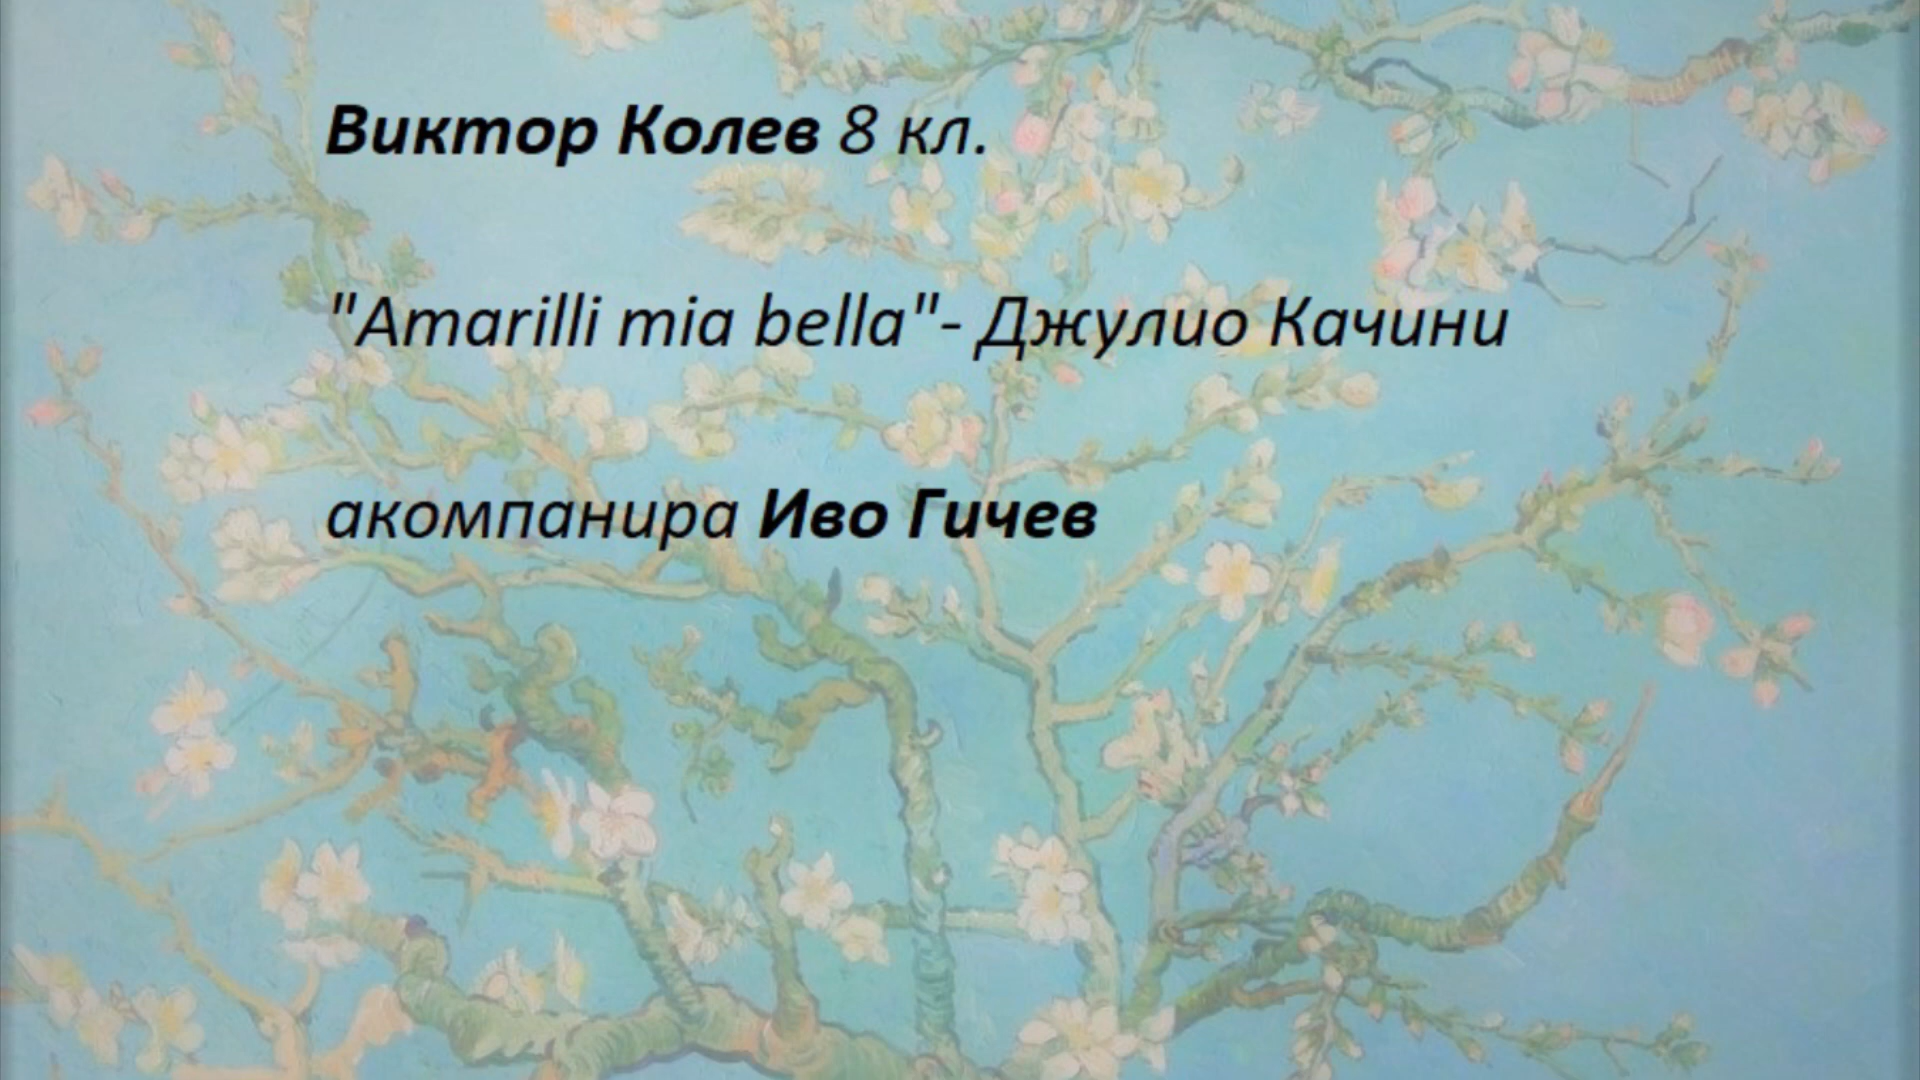 Виктор Колев 8 кл.
"Amarilli mia bella"- Джулио Качини
акомпанира Иво Гичев